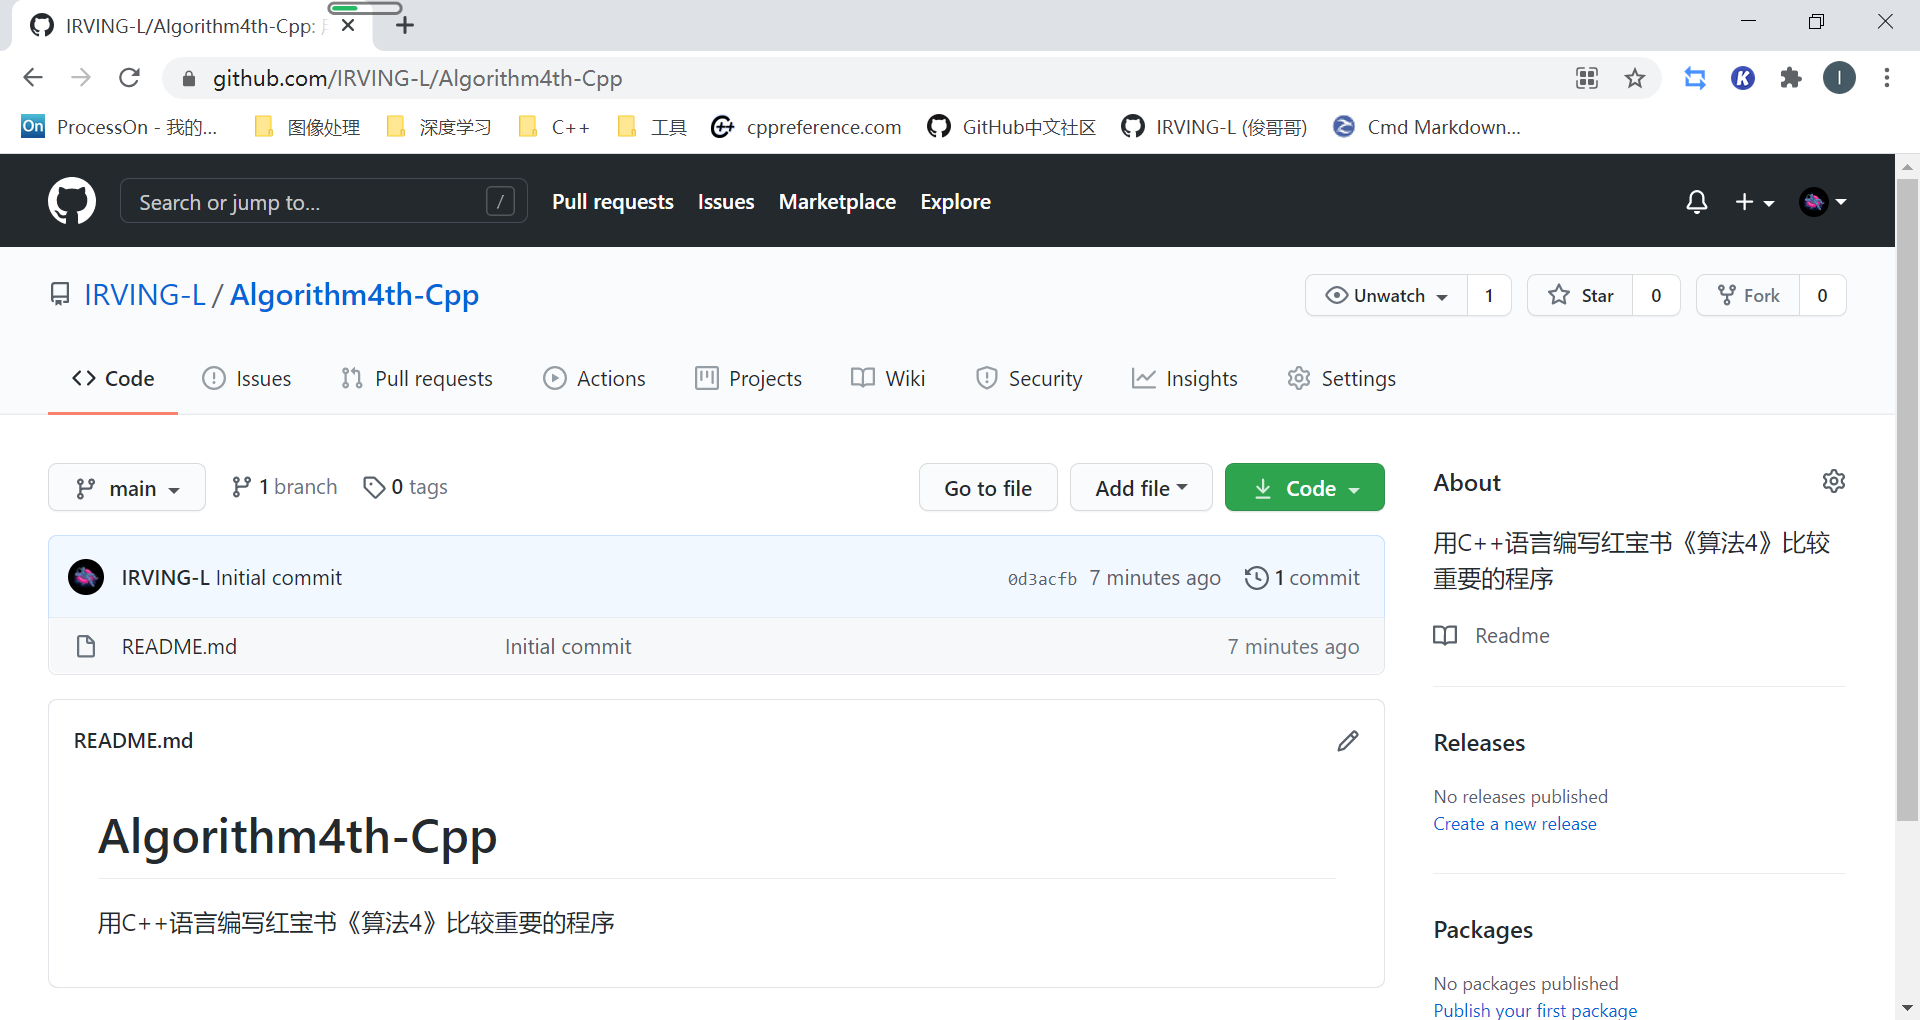 IRVING-L/Algorithm4th-Cpp:
github.com/IRVING-L/Algorithm4th-Cpp
K
I
On ProcessOn - 我的... 图像处理 深度学习 C++ 工具 cppreference.com GitHub中文社区 IRVING-L (俊哥哥) Cmd Markdown...
Search or jump to... / Pull requests Issues Marketplace Explore
IRVING-L / Algorithm4th-Cpp
Unwatch 1 Star 0 Fork 0
Code Issues Pull requests Actions Projects Wiki Security Insights Settings
main 1 branch 0 tags Go to file Add file Code
IRVING-L Initial commit 0d3acfb 7 minutes ago 1 commit
README.md Initial commit 7 minutes ago
README.md
Algorithm4th-Cpp
用C++语言编写红宝书《算法4》比较重要的程序
About
用C++语言编写红宝书《算法4》比较
重要的程序
Readme
Releases
No releases published
Create a new release
Packages
No packages published
Publish your first package